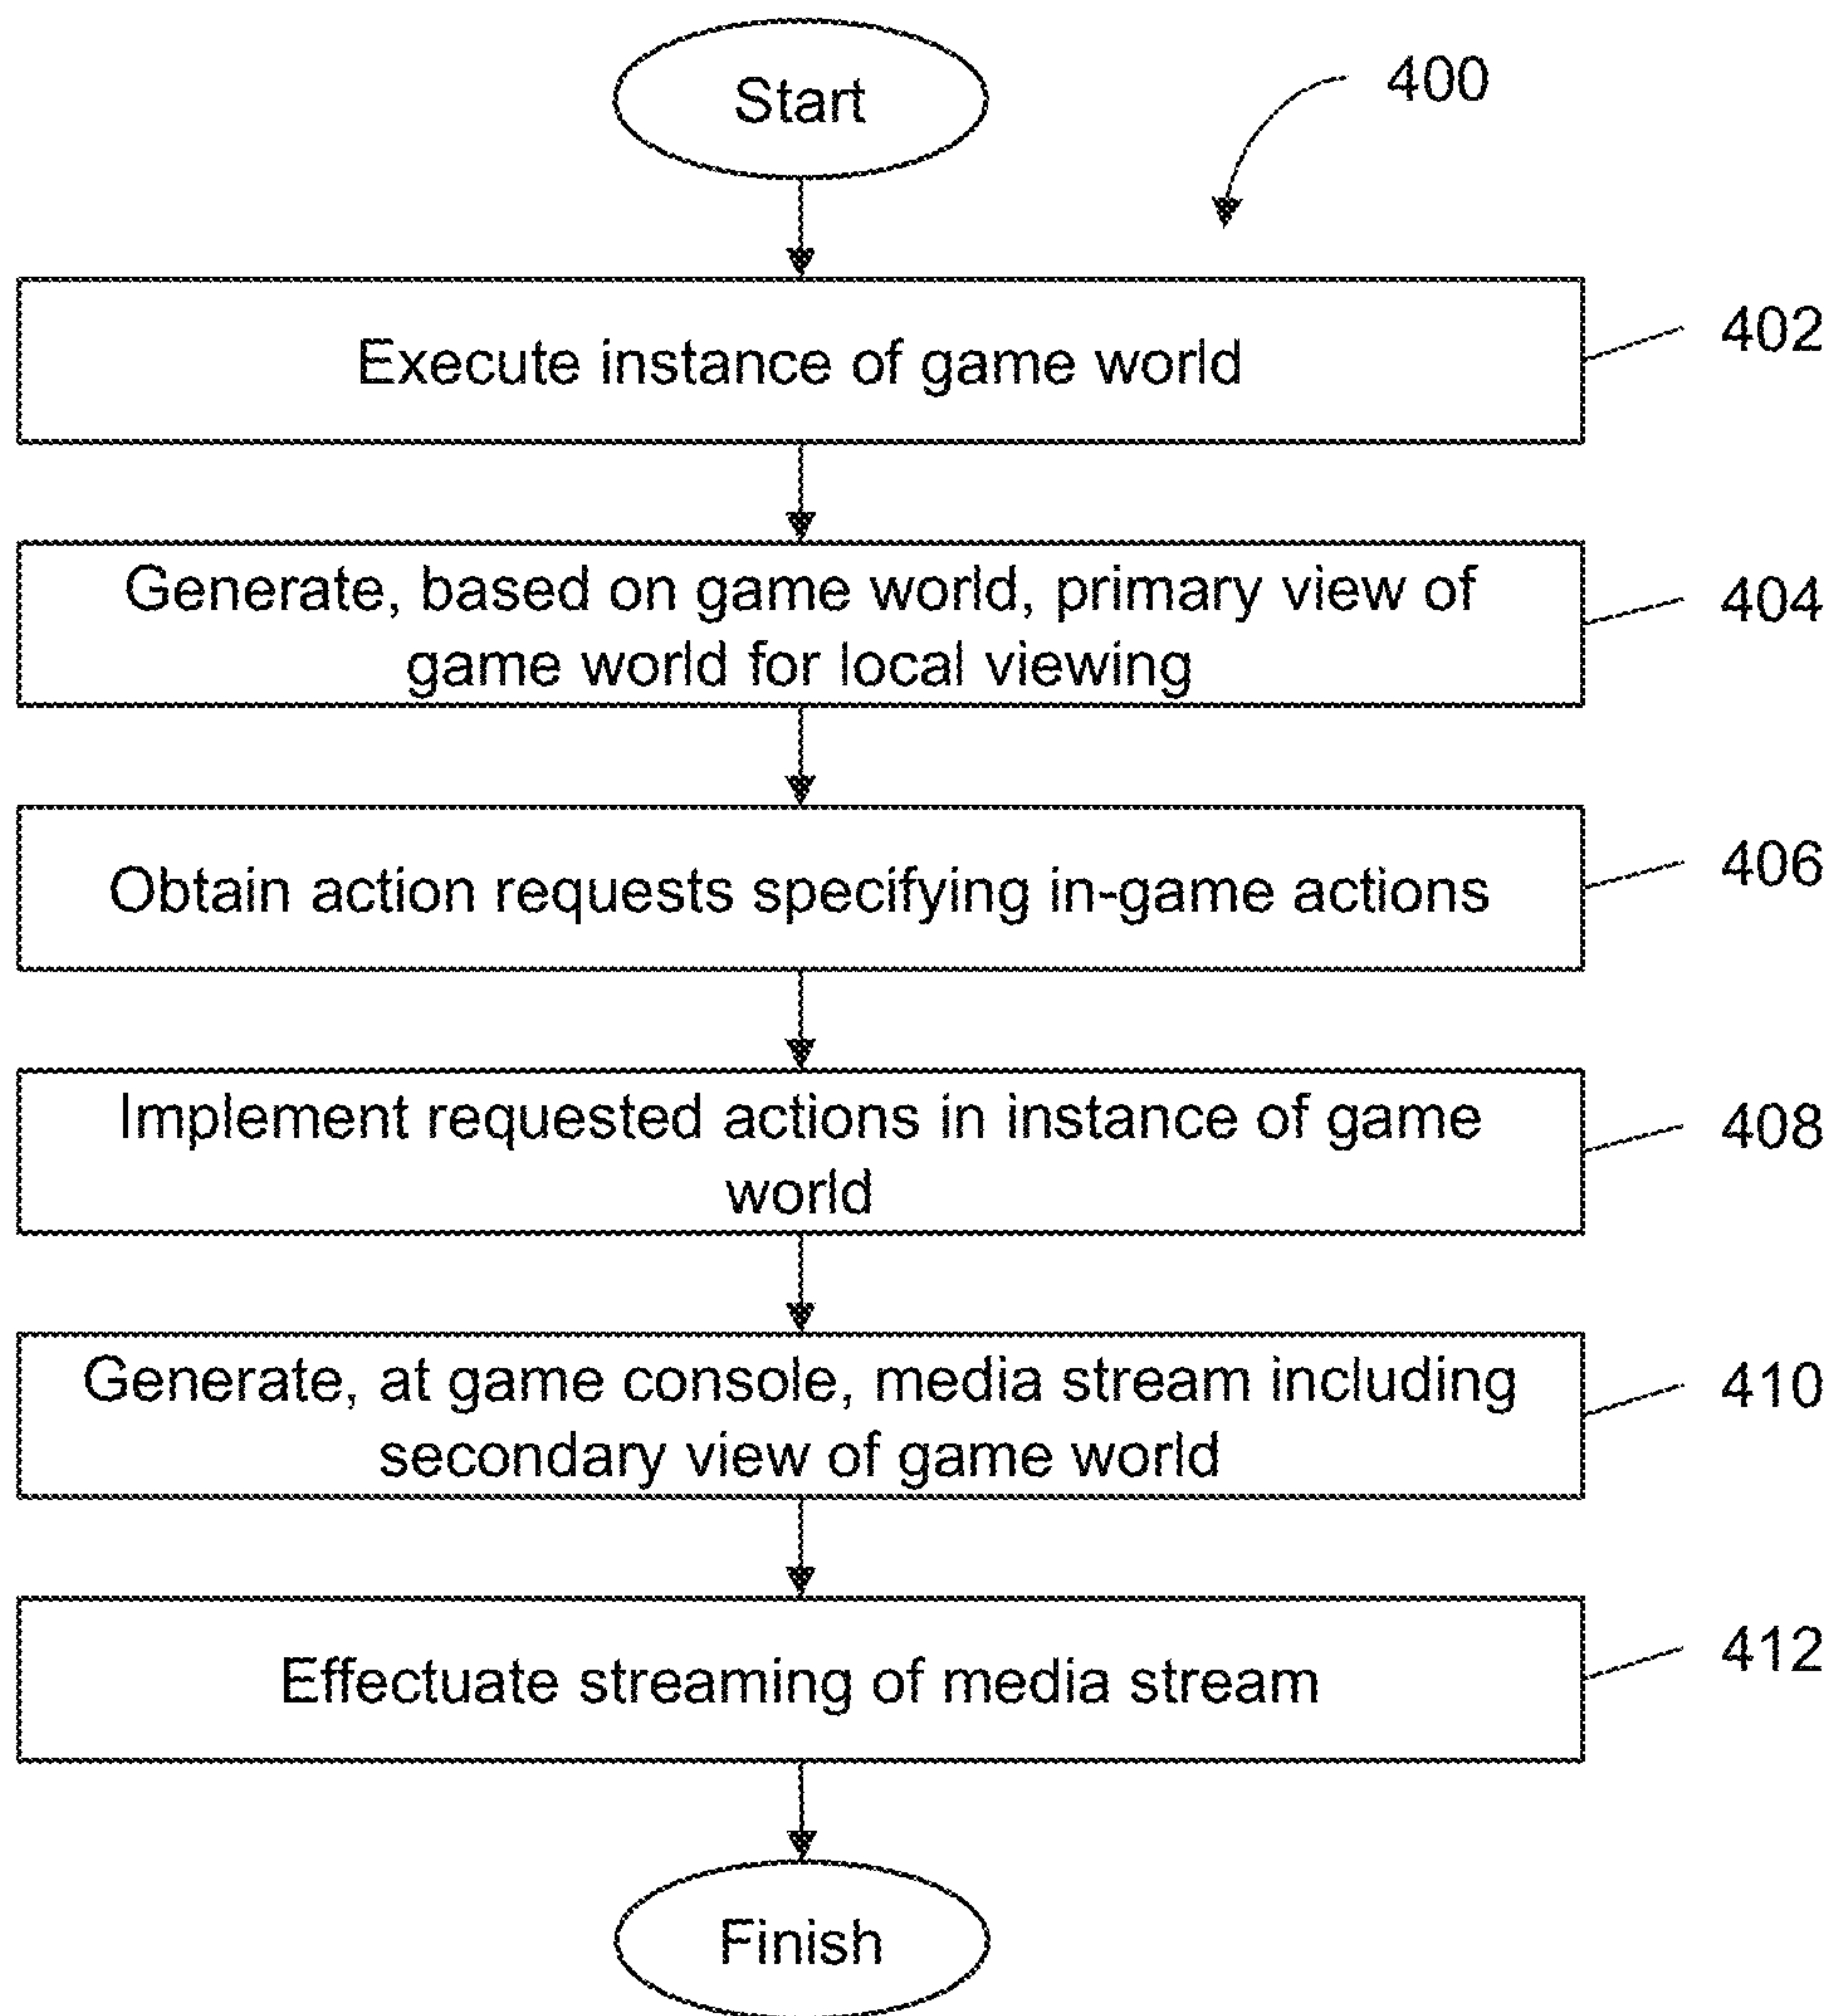 Start
400
Execute instance of game world
402
Generate, based on game world, primary view of
game world for local viewing
404
Obtain action requests specifying in-game actions
406
Implement requested actions in instance of game
world
408
Generate, at game console, media stream including
secondary view of game world
410
Effectuate streaming of media stream
412
Finish